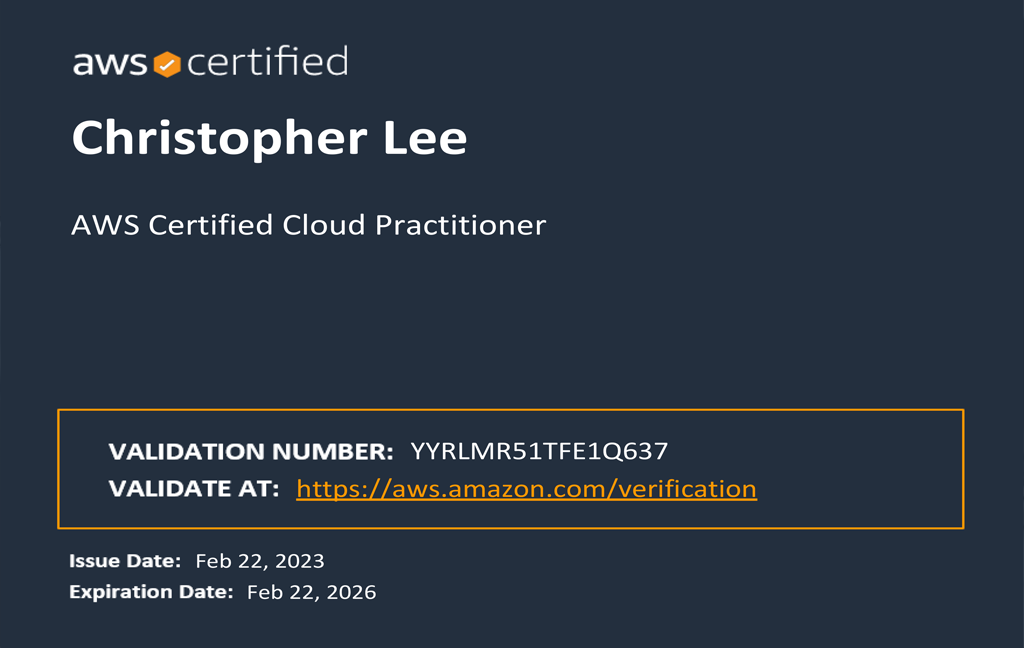 aws certified
Christopher Lee
AWS Certified Cloud Practitioner
VALIDATION NUMBER: YYRLMR51TFE1Q637
VALIDATE AT: https://aws.amazon.com/verification
Issue Date: Feb 22, 2023
Expiration Date: Feb 22, 2026